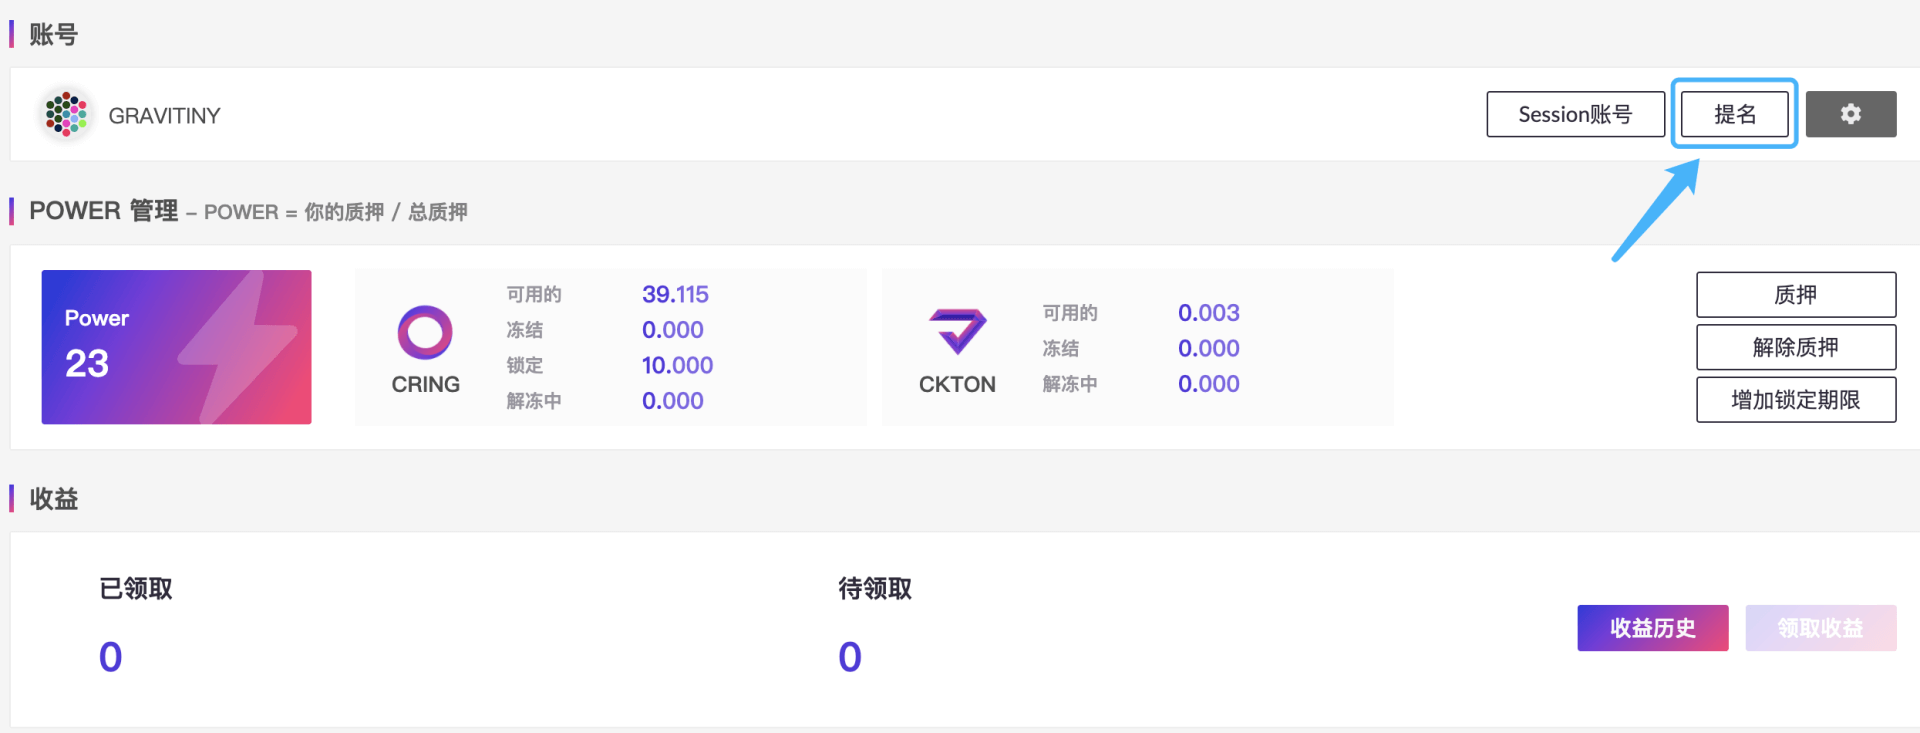 账号
GRAVITINY
Session账号
提名
POWER 管理 – POWER = 你的质押 / 总质押
Power
23
CRING
可用的 39.115
冻结 0.000
锁定 10.000
解冻中 0.000
CKTON
可用的 0.003
冻结 0.000
解冻中 0.000
质押
解除质押
增加锁定期限
收益
已领取
0
待领取
0
收益历史
领取收益